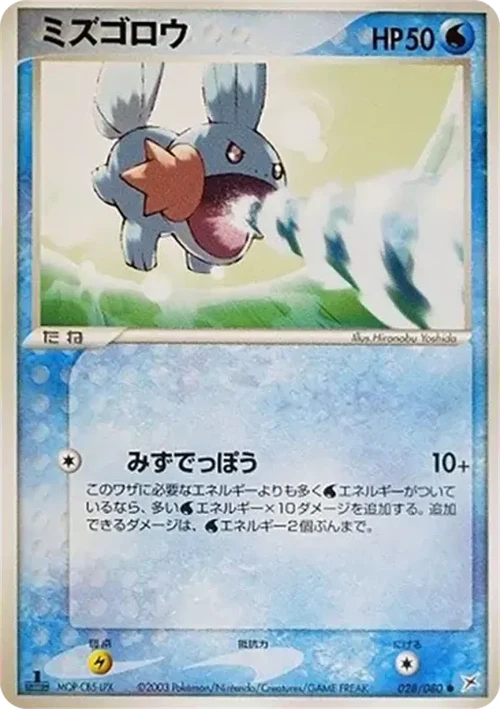 ミズゴロウ HP50
たね Illus. Hironobu Yoshida
みずでっぽう 10+
このワザに必要なエネルギーよりも多くエネルギーがついて
いるなら、多いエネルギー×10ダメージを追加する。追加
できるダメージは、エネルギー2個ぶんまで。
弱点 抵抗力 にげる
1 MQP-CB5-LPX ©2003 Pokémon/Nintendo/Creatures/GAME FREAK 028/080